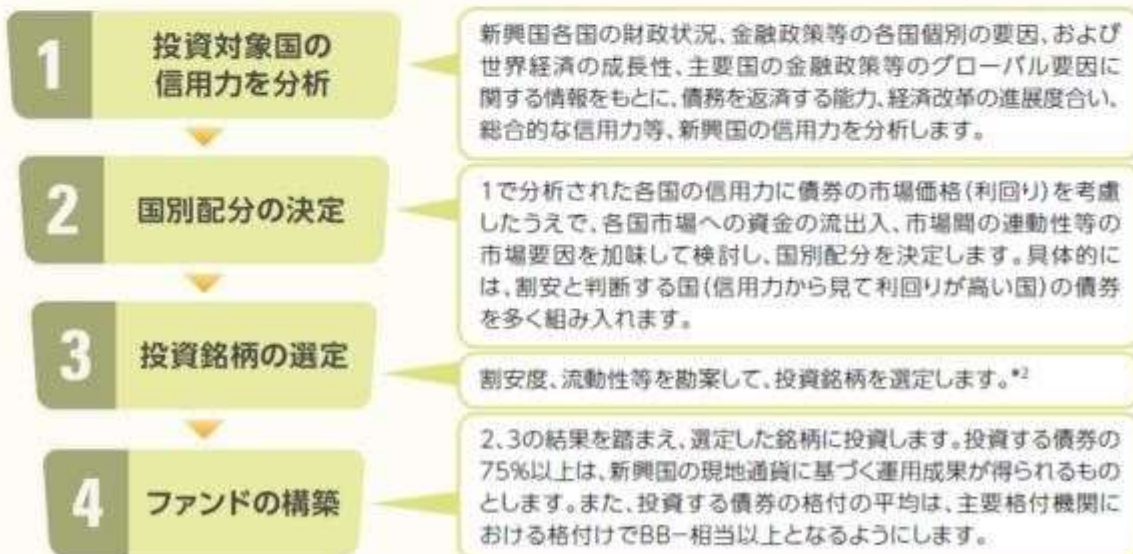 1
投資対象国の
信用力を分析
新興国各国の財政状況、金融政策等の各国個別の要因、および
世界経済の成長性、主要国の金融政策等のグローバル要因に
関する情報をもとに、債務を返済する能力、経済改革の進展度合い、
総合的な信用力等、新興国の信用力を分析します。
2
国別配分の決定
1で分析された各国の信用力に債券の市場価格(利回り)を考慮
したうえで、各国市場への資金の流出入、市場間の連動性等の
市場要因を加味して検討し、国別配分を決定します。具体的に
は、割安と判断する国(信用力から見て利回りが高い国)の債券
を多く組み入れます。
3
投資銘柄の選定
割安度、流動性等を勘案して、投資銘柄を選定します。*2
4
ファンドの構築
2、3の結果を踏まえ、選定した銘柄に投資します。投資する債券の
75%以上は、新興国の現地通貨に基づく運用成果が得られるもの
とします。また、投資する債券の格付の平均は、主要格付機関に
おける格付けでBB−相当以上となるようにします。